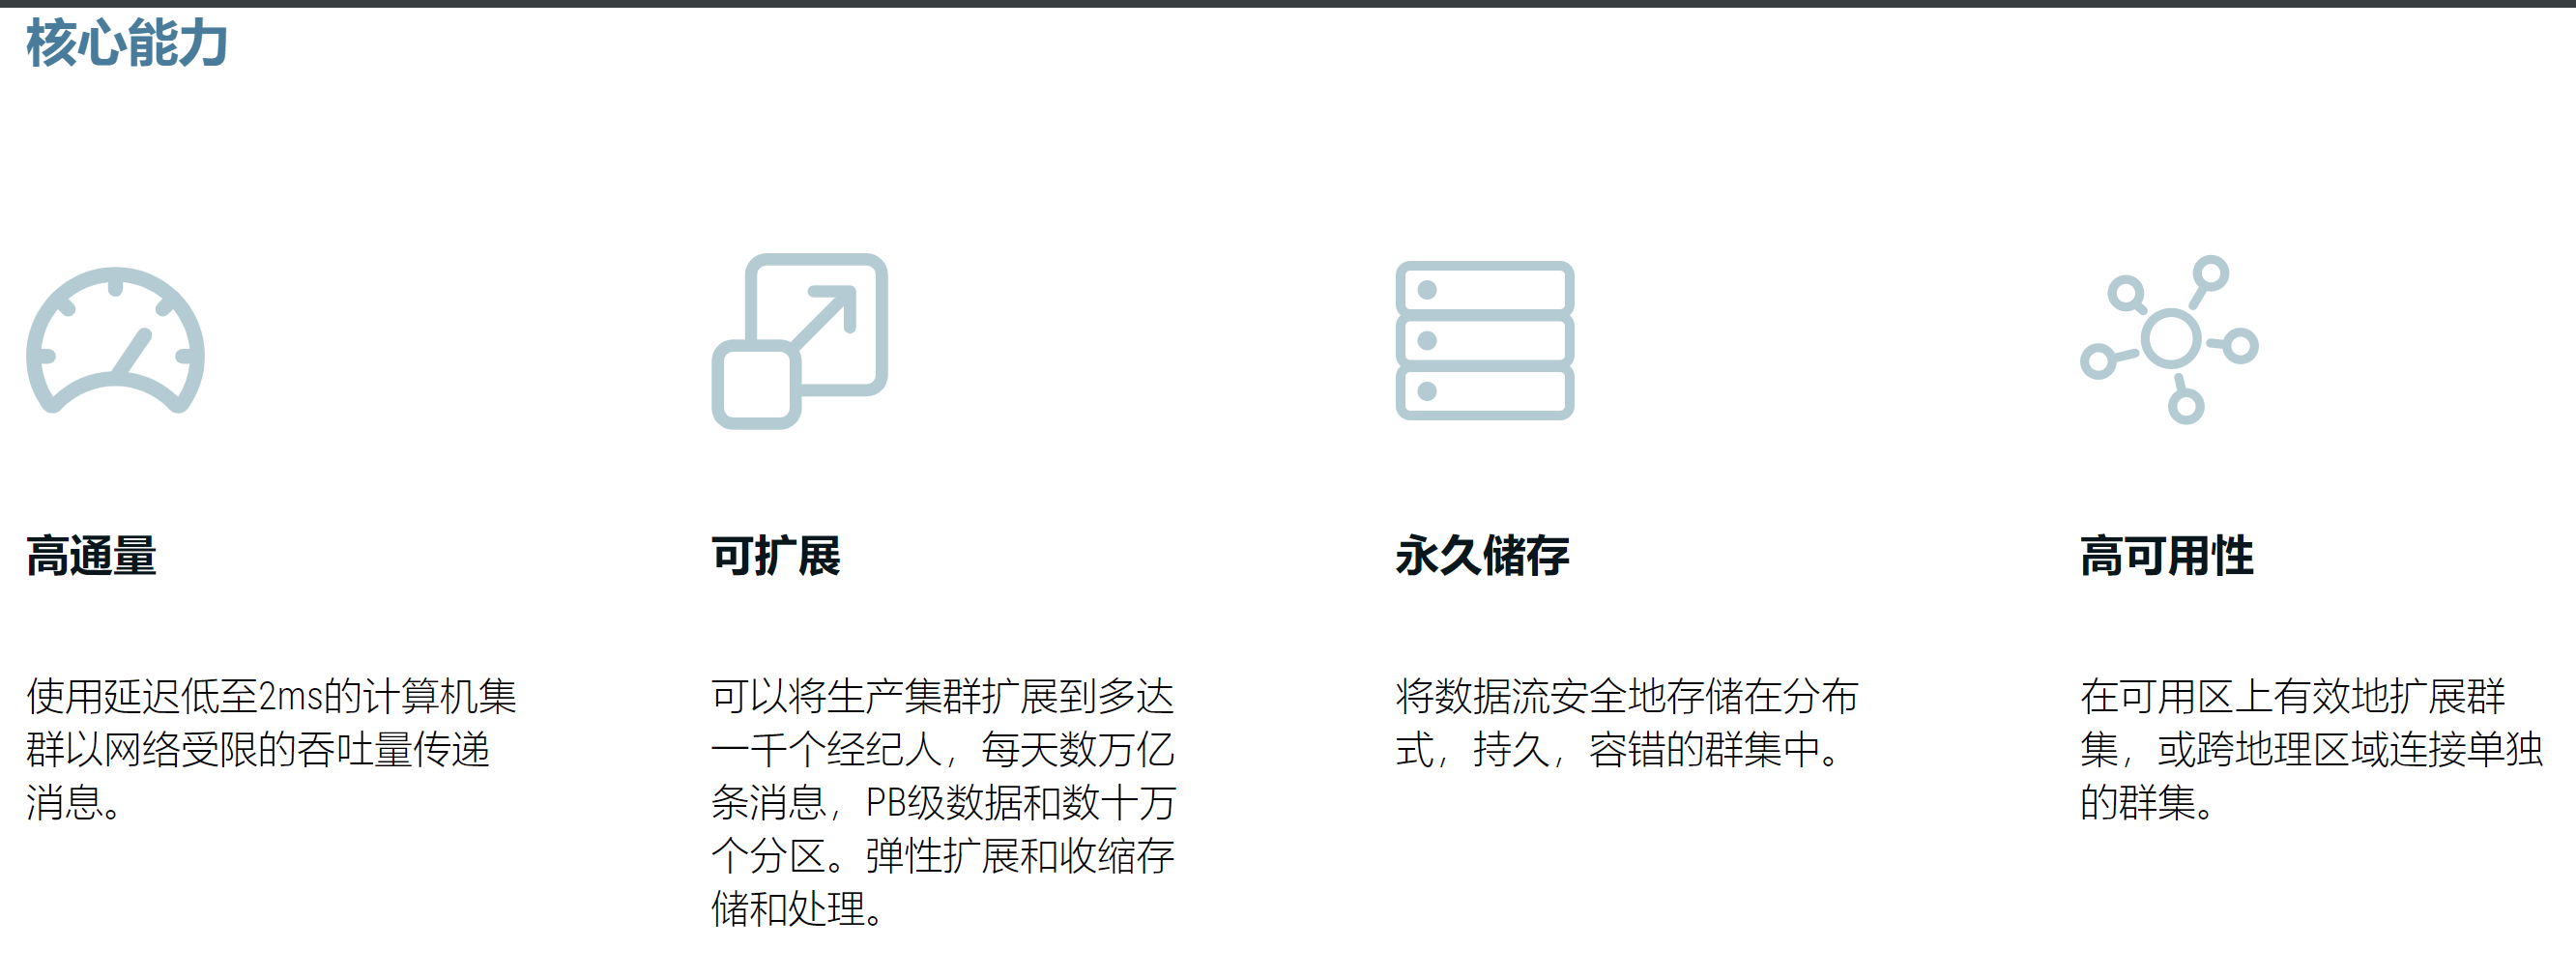 核心能力
高通量
使用延迟低至2ms的计算机集
群以网络受限的吞吐量传递
消息。
可扩展
可以将生产集群扩展到多达
一千个经纪人，每天数万亿
条消息，PB级数据和数十万
个分区。弹性扩展和收缩存
储和处理。
永久储存
将数据流安全地存储在分布
式，持久，容错的群集中。
高可用性
在可用区上有效地扩展群
集，或跨地理区域连接单独
的群集。